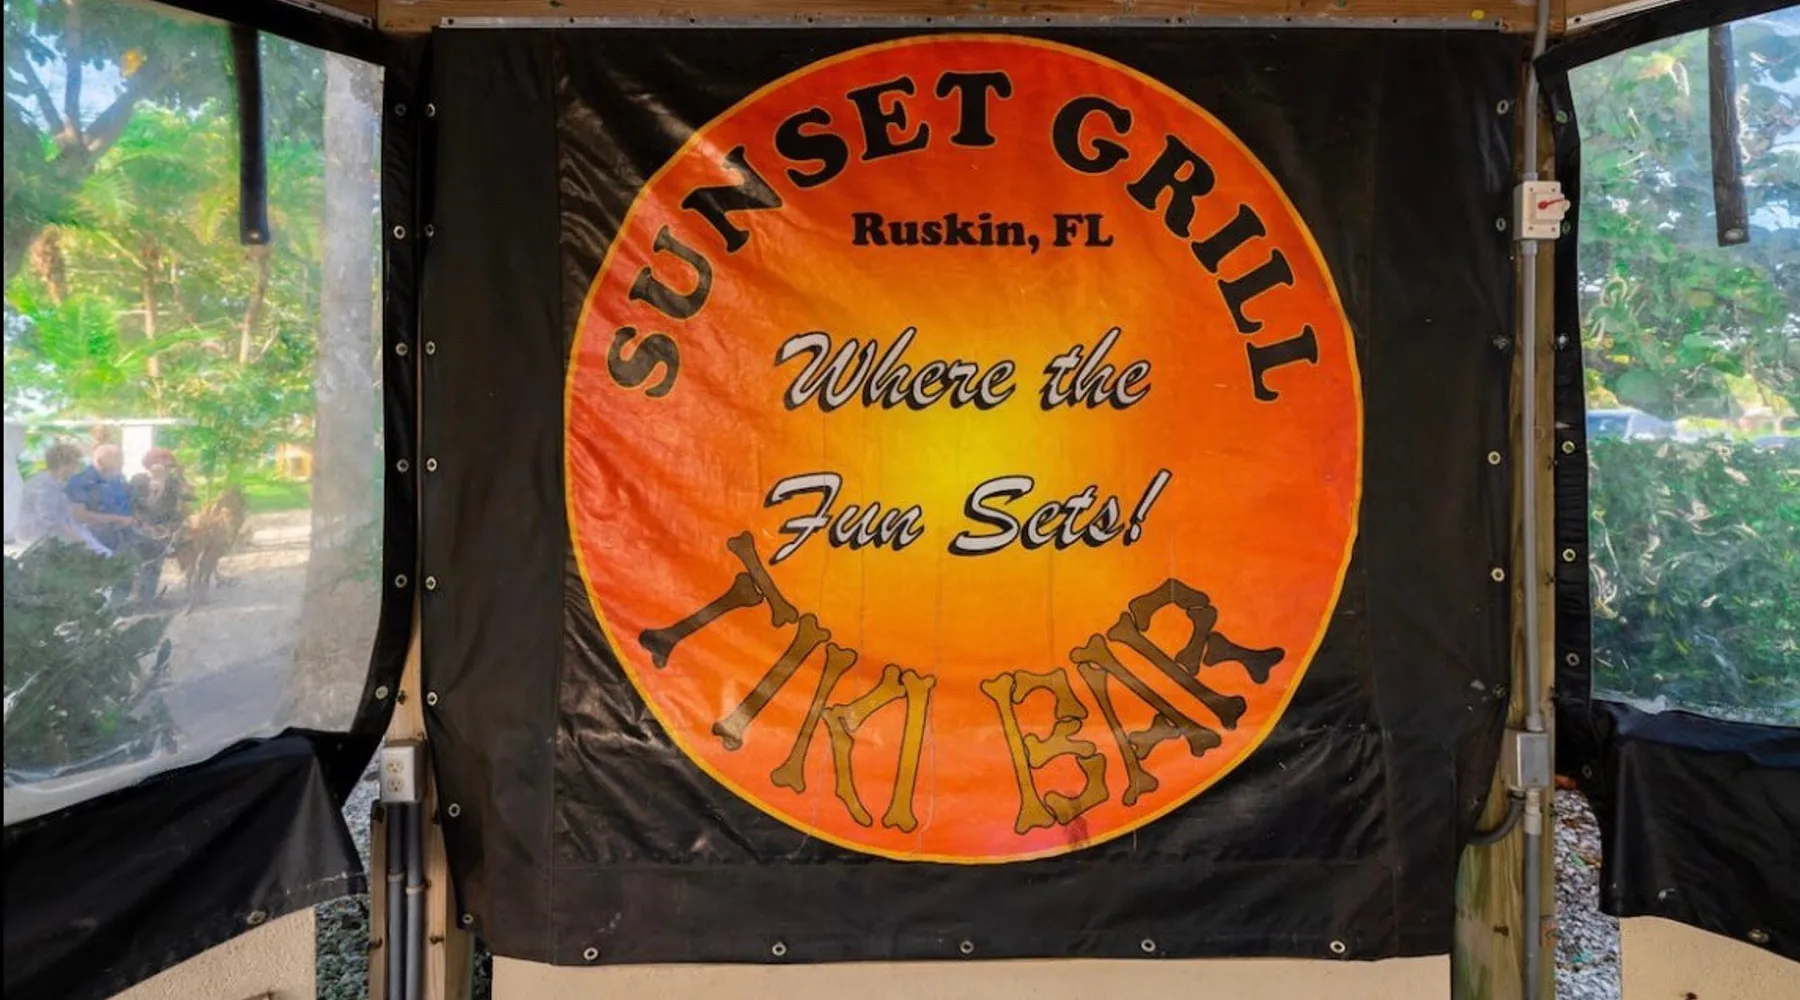 SUNSET GRILL
Ruskin, FL
Where the
Fun Sets!
TIKI BAR